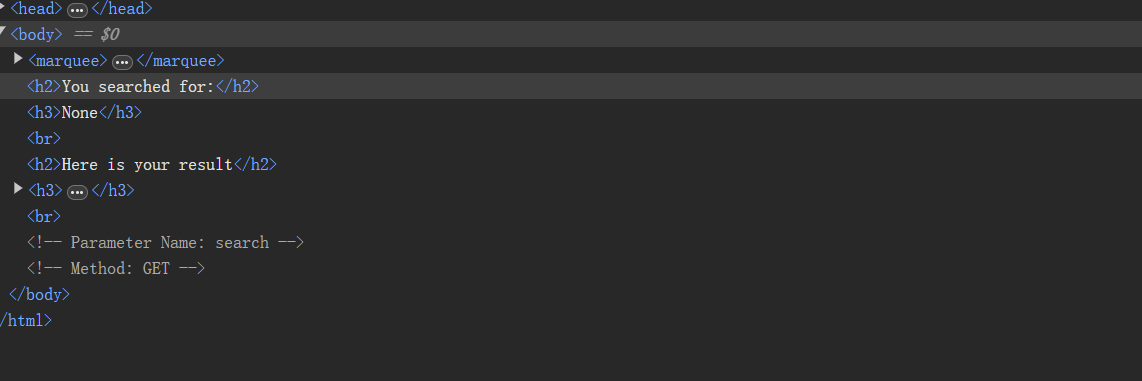 <head> ••• </head>
<body> == $0
<marquee> ••• </marquee>
<h2>You searched for:</h2>
<h3>None</h3>
<br>
<h2>Here is your result</h2>
<h3> ••• </h3>
<br>
<!-- Parameter Name: search -->
<!-- Method: GET -->
</body>
/html>